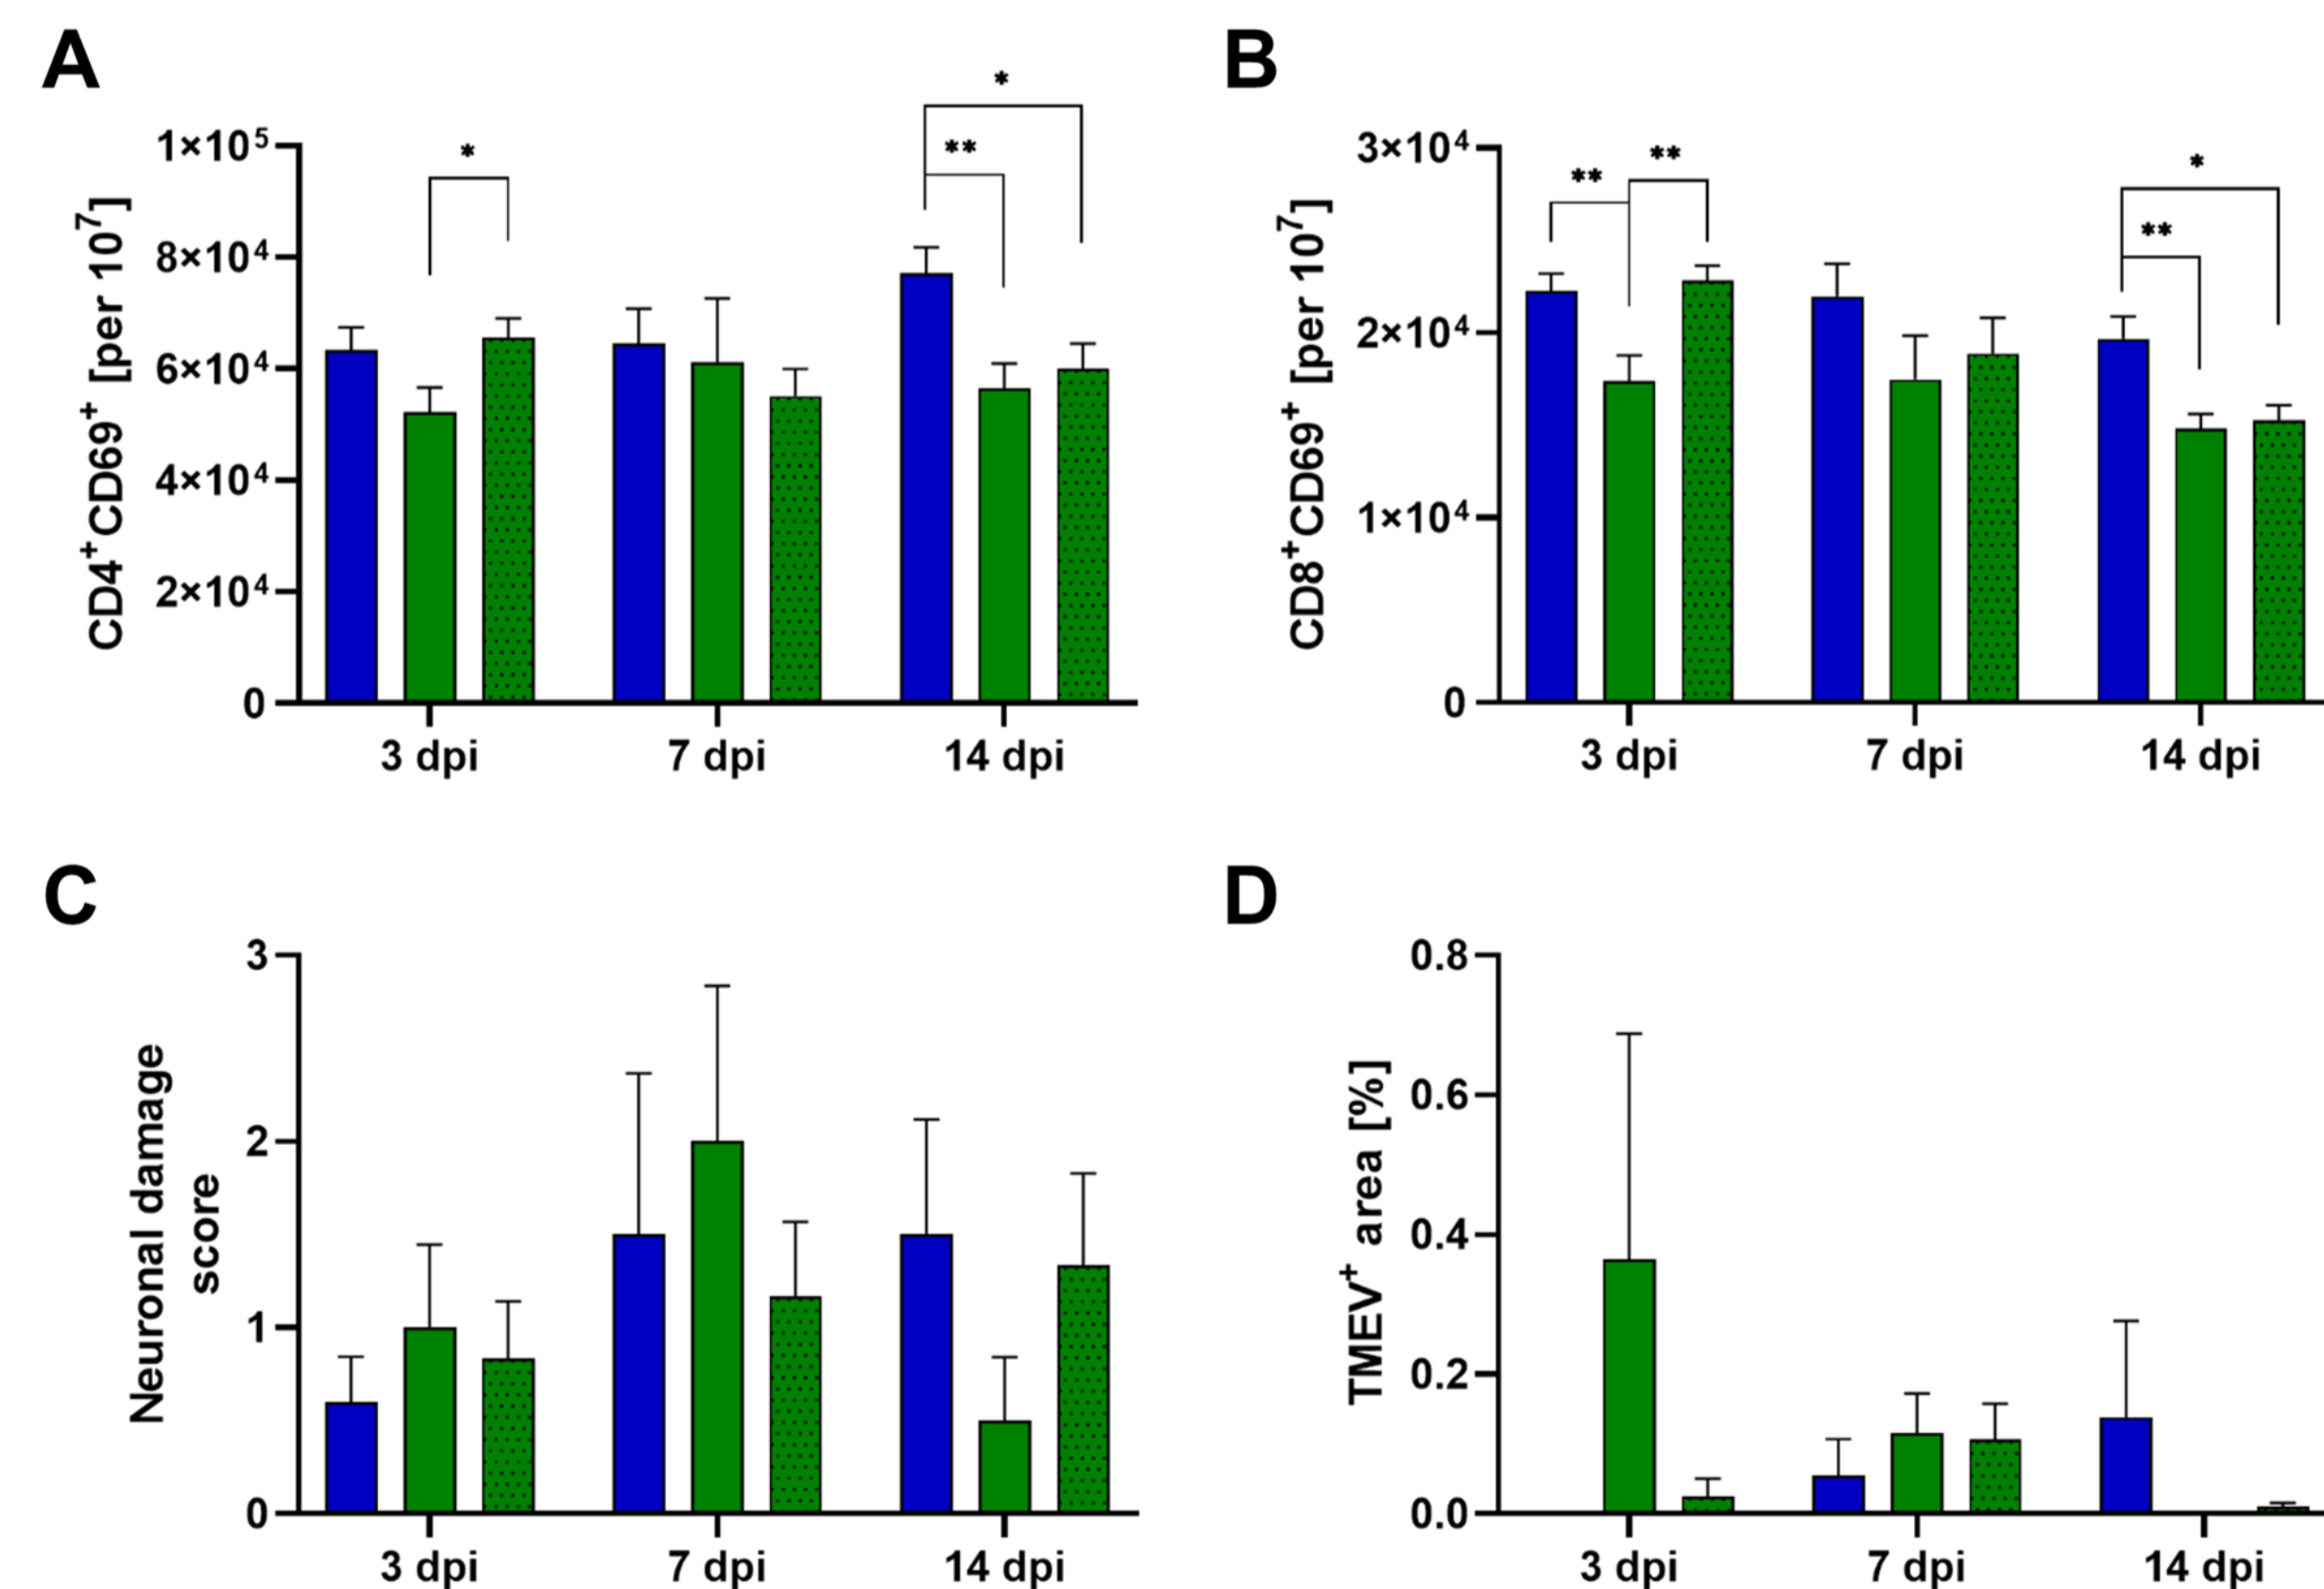 A
B
*
**
*
1×10⁵
8×10⁴
6×10⁴
4×10⁴
2×10⁴
0
CD4⁺CD69⁺ [per 10⁷]
3 dpi
7 dpi
14 dpi
**
**
*
**
3×10⁴
2×10⁴
1×10⁴
0
CD8⁺CD69⁺ [per 10⁷]
3 dpi
7 dpi
14 dpi
C
D
3
2
1
0
Neuronal damage
score
3 dpi
7 dpi
14 dpi
0.8
0.6
0.4
0.2
0.0
TMEV⁺ area [%]
3 dpi
7 dpi
14 dpi